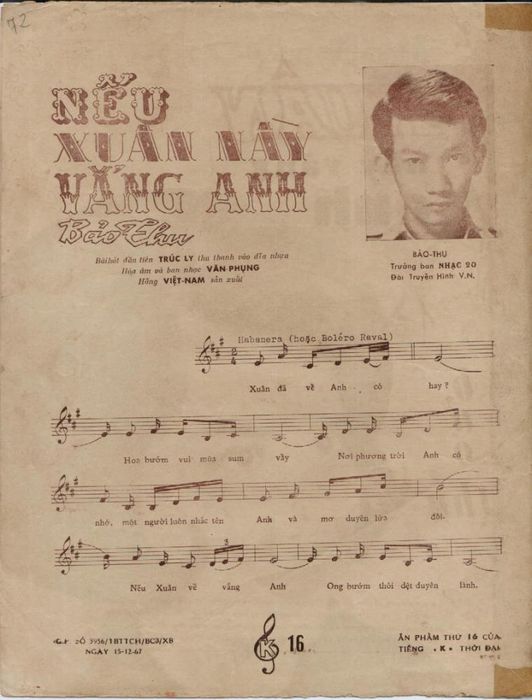 72
NẾU
XUÂN NÀY
VẮNG ANH
Bảo Thu
Bài hát đầu tiên TRÚC LY thu thanh vào dĩa nhựa
Hòa âm và ban nhạc VĂN-PHỤNG
Hãng VIỆT-NAM sản xuất
BẢO-THU
Trưởng ban NHẠC 20
Đài Truyền Hình V.N.
Habanera (hoặc Boléro Raval)
2
4
Xuân đã về Anh có hay ?
Hoa bướm vui mùa sum vầy Nơi phương trời Anh có
nhớ, một người luôn nhắc tên Anh và mơ duyên lứa đôi.
3
Nếu Xuân về vắng Anh Ong bướm thôi dệt duyên lành.
G.P. SỐ 3956/1BTTCH/BC3/XB
NGÀY 15-12-67
K
16
ẤN PHẨM THỨ 16 CỦA
TIẾNG «K» THỜI ĐẠI